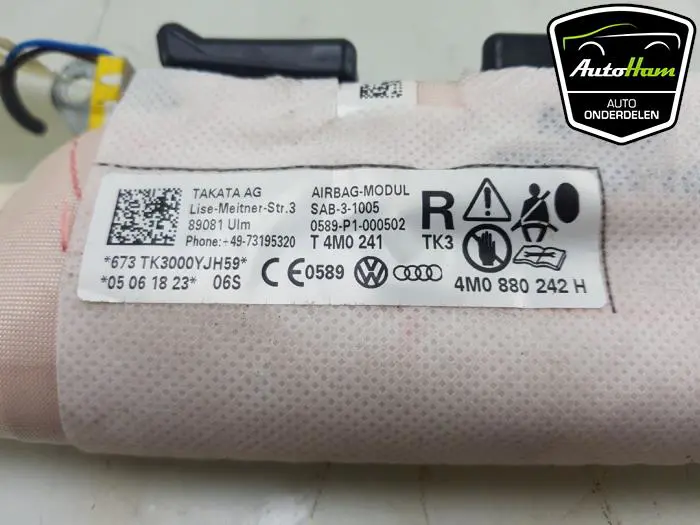 AutoHam
AUTO
ONDERDELEN
TAKATA AG
Lise-Meitner-Str.3
89081 Ulm
Phone:+49-73195320
*673 TK3000YJH59*
*05 06 18 23* 06S
AIRBAG-MODUL
SAB-3-1005
0589-P1-000502
T 4M0 241
R
TK3
CE0589
4M0 880 242 H